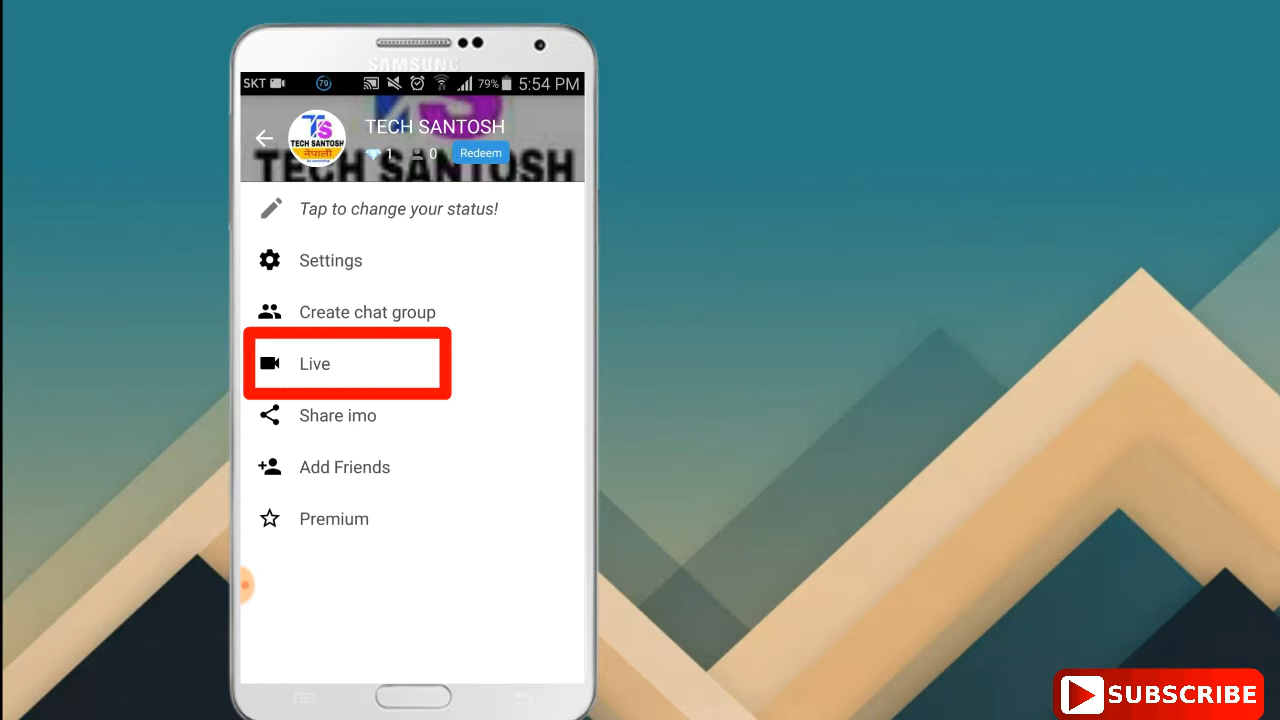 SAMSUNG
SKT 79 79% 5:54 PM
TS
TECH SANTOSH
नेपाली
TECH SANTOSH
1 0 Redeem
TECH SANTOSH
Tap to change your status!
Settings
Create chat group
Live
Share imo
Add Friends
Premium
SUBSCRIBE